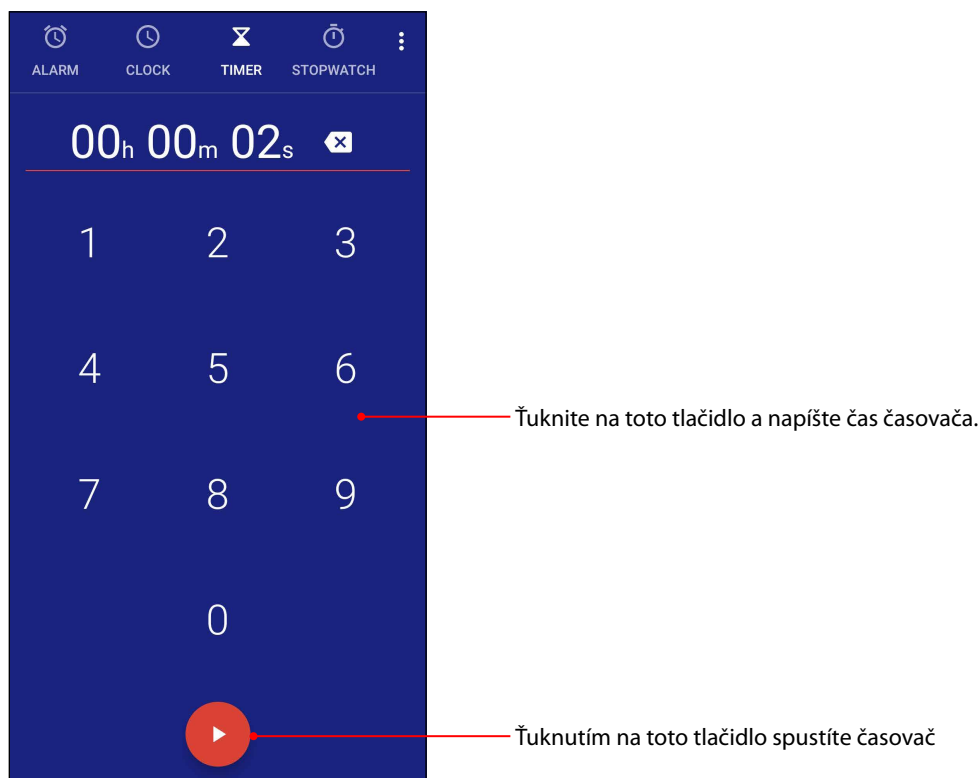 ALARM CLOCK TIMER STOPWATCH
00h 00m 02s
1 2 3
4 5 6
Ťuknite na toto tlačidlo a napíšte čas časovača.
7 8 9
0
Ťuknutím na toto tlačidlo spustíte časovač